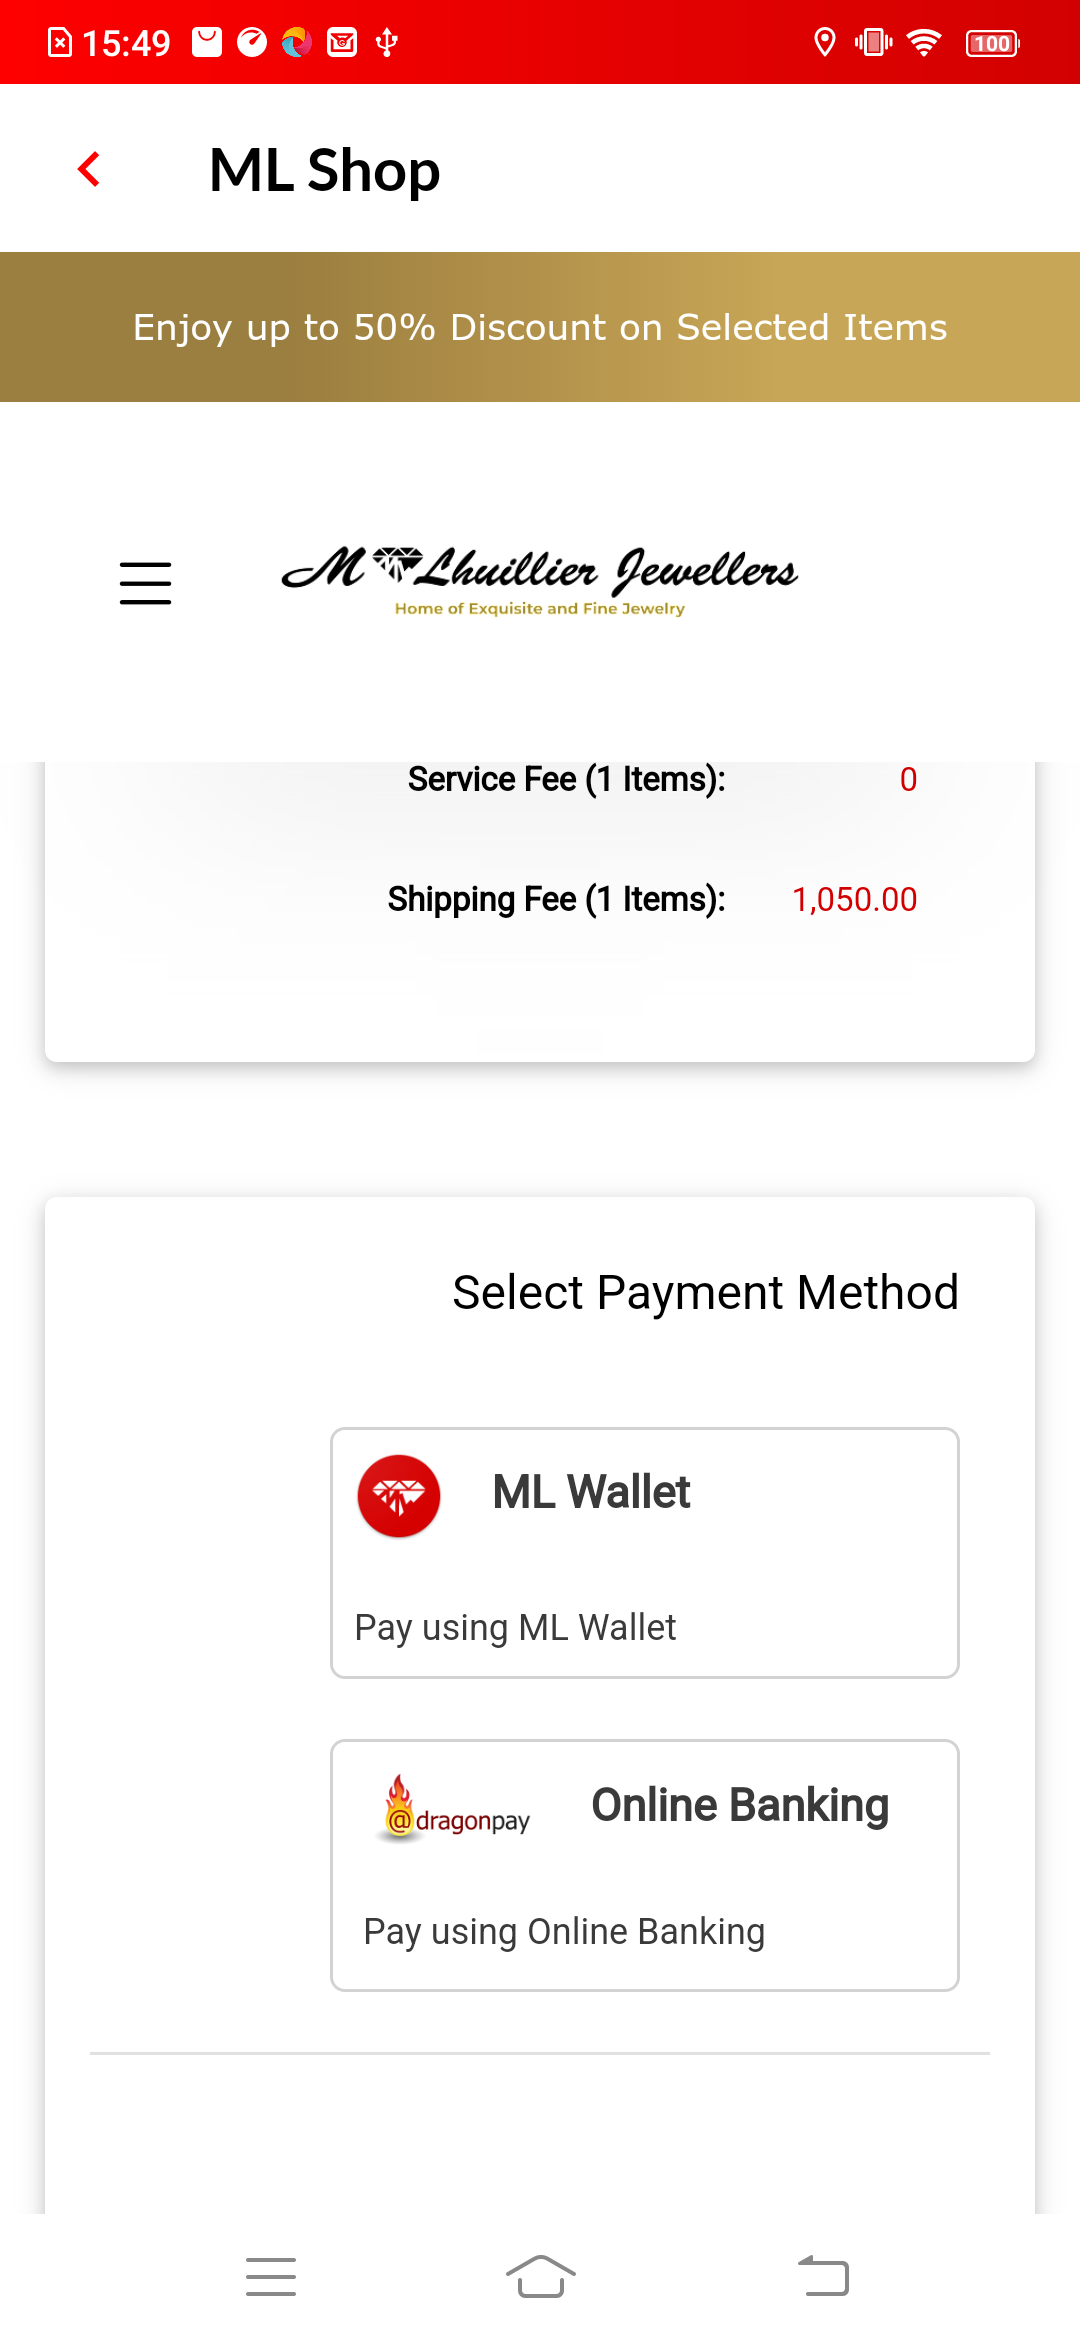 15:49
100
ML Shop
Enjoy up to 50% Discount on Selected Items
M Lhuillier Jewellers
Home of Exquisite and Fine Jewelry
Service Fee (1 Items): 0
Shipping Fee (1 Items): 1,050.00
Select Payment Method
ML Wallet
Pay using ML Wallet
@dragonpay Online Banking
Pay using Online Banking